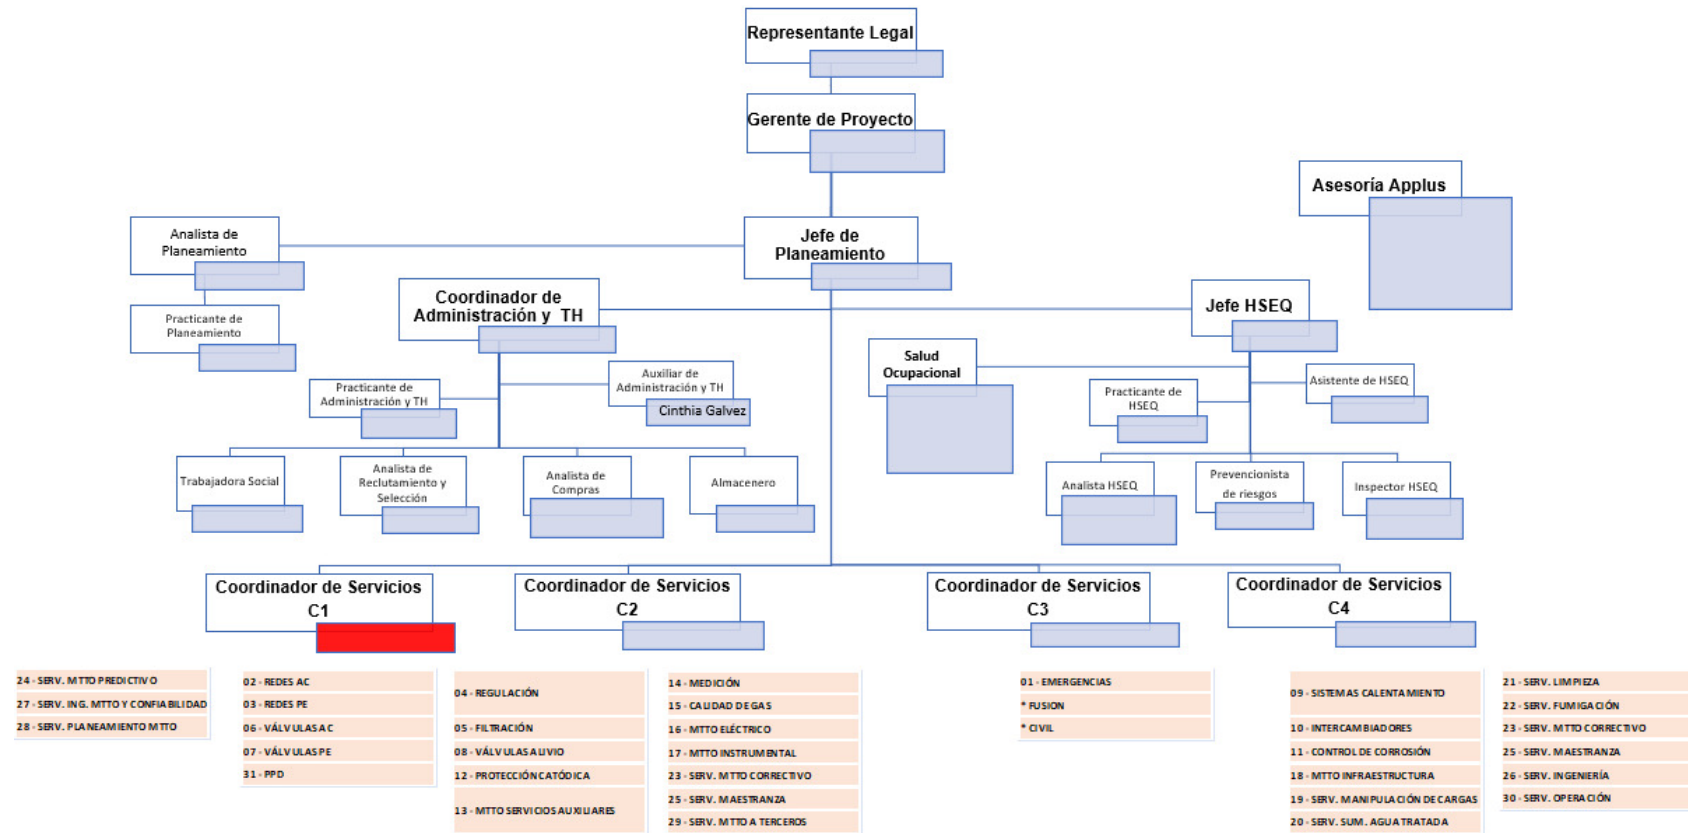 Representante Legal
Gerente de Proyecto
Asesoría Applus
Analista de
Planeamiento
Jefe de
Planeamiento
Practicante de
Planeamiento
Coordinador de
Administración y TH
Jefe HSEQ
Salud
Ocupacional
Practicante de
Administración y TH
Auxiliar de
Administración y TH
Cinthia Galvez
Practicante de
HSEQ
Asistente de HSEQ
Trabajadora Social
Analista de
Reclutamiento y
Selección
Analista de
Compras
Almacenero
Analista HSEQ
Prevencionista
de riesgos
Inspector HSEQ
Coordinador de Servicios
C1
Coordinador de Servicios
C2
Coordinador de Servicios
C3
Coordinador de Servicios
C4
24 - SERV. MTTO PREDICTIVO
27 - SERV. ING. MTTO Y CONFIABILIDAD
28 - SERV. PLANEAMIENTO MTTO
02 - REDES AC
03 - REDES PE
06 - VÁLVULAS AC
07 - VÁLVULAS PE
31 - PPD
04 - REGULACIÓN
05 - FILTRACIÓN
08 - VÁLVULAS ALIVIO
12 - PROTECCIÓN CATÓDICA
13 - MTTO SERVICIOS AUXILIARES
14 - MEDICIÓN
15 - CALIDAD DE GAS
16 - MTTO ELÉCTRICO
17 - MTTO INSTRUMENTAL
23 - SERV. MTTO CORRECTIVO
25 - SERV. MAESTRANZA
29 - SERV. MTTO A TERCEROS
01 - EMERGENCIAS
* FUSION
* CIVIL
09 - SISTEMAS CALENTAMIENTO
10 - INTERCAMBIADORES
11 - CONTROL DE CORROSIÓN
18 - MTTO INFRAESTRUCTURA
19 - SERV. MANIPULACIÓN DE CARGAS
20 - SERV. SUM. AGUA TRATADA
21 - SERV. LIMPIEZA
22 - SERV. FUMIGACIÓN
23 - SERV. MTTO CORRECTIVO
25 - SERV. MAESTRANZA
26 - SERV. INGENIERÍA
30 - SERV. OPERACIÓN